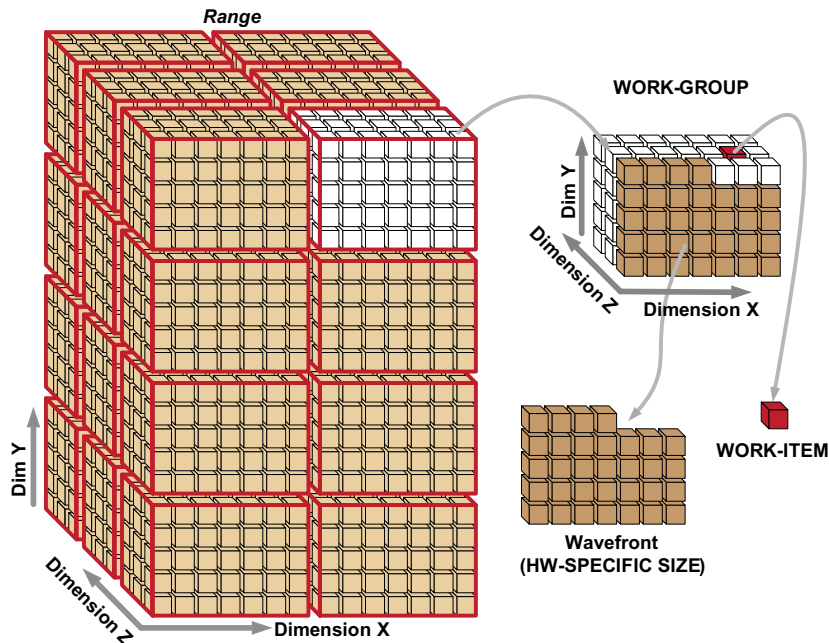 Range
WORK-GROUP
Dim Y
Dimension Z
Dimension X
WORK-ITEM
Wavefront
(HW-SPECIFIC SIZE)
Dim Y
Dimension Z
Dimension X